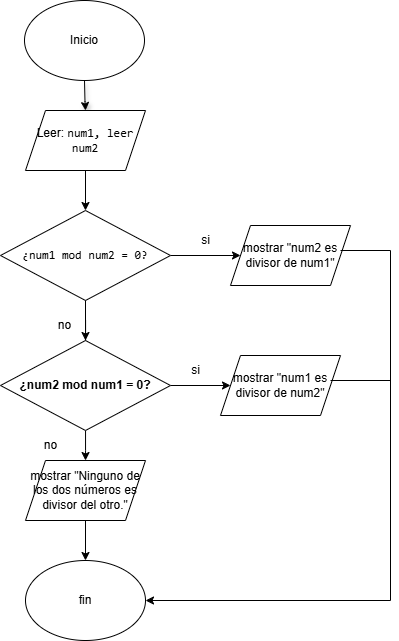 Inicio
Leer: num1, leer
num2
¿num1 mod num2 = 0?
si
mostrar "num2 es
divisor de num1"
no
¿num2 mod num1 = 0?
si
mostrar "num1 es
divisor de num2"
no
mostrar "Ninguno de
los dos números es
divisor del otro."
fin